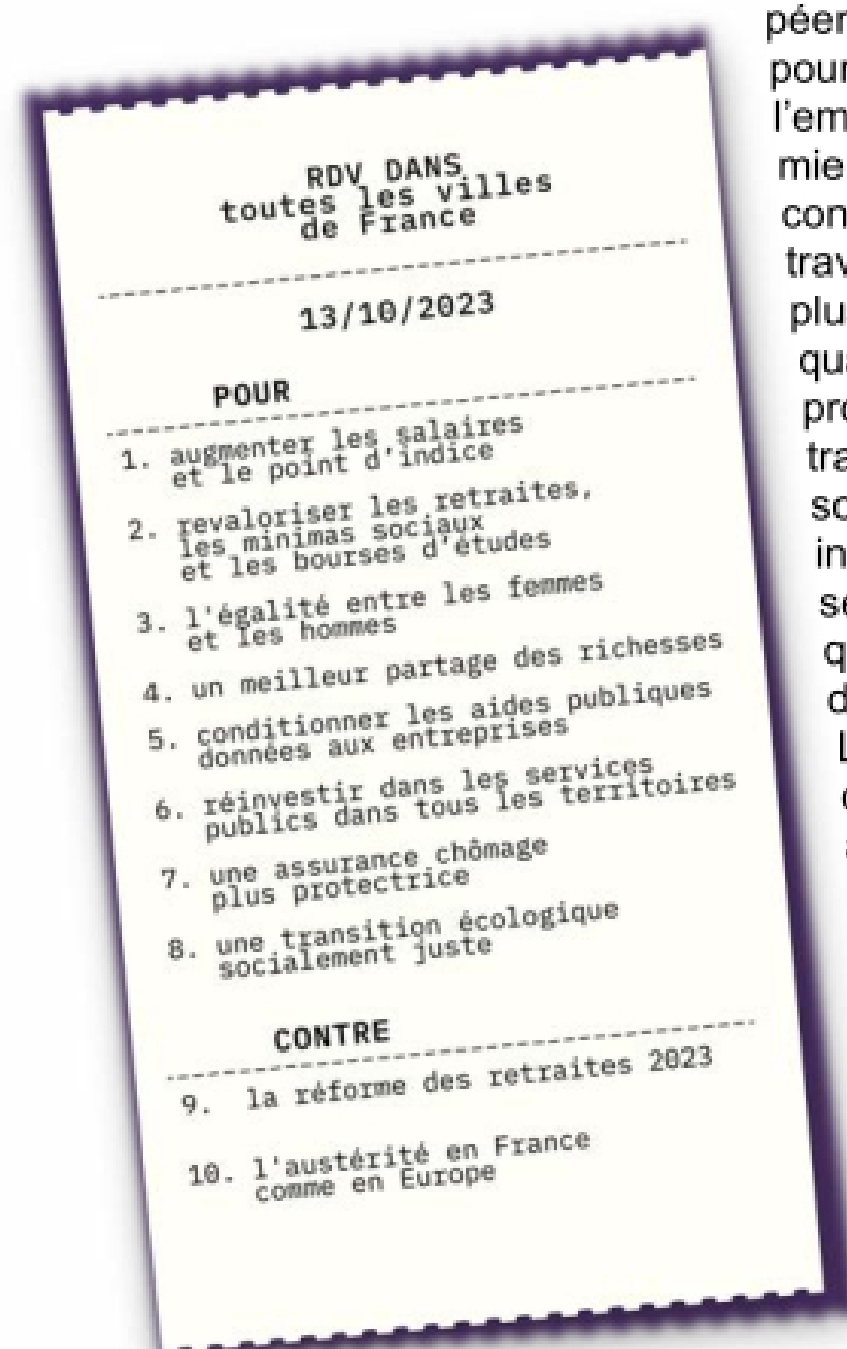 RDV DANS
toutes les villes
de France
13/10/2023
POUR
1. augmenter les salaires
et le point d'indice
2. revaloriser les retraites,
les minimas sociaux
et les bourses d'études
3. l'égalité entre les femmes
et les hommes
4. un meilleur partage des richesses
5. conditionner les aides publiques
données aux entreprises
6. réinvestir dans les services
publics dans tous les territoires
7. une assurance chômage
plus protectrice
8. une transition écologique
socialement juste
CONTRE
9. la réforme des retraites 2023
10. l'austérité en France
comme en Europe
pour